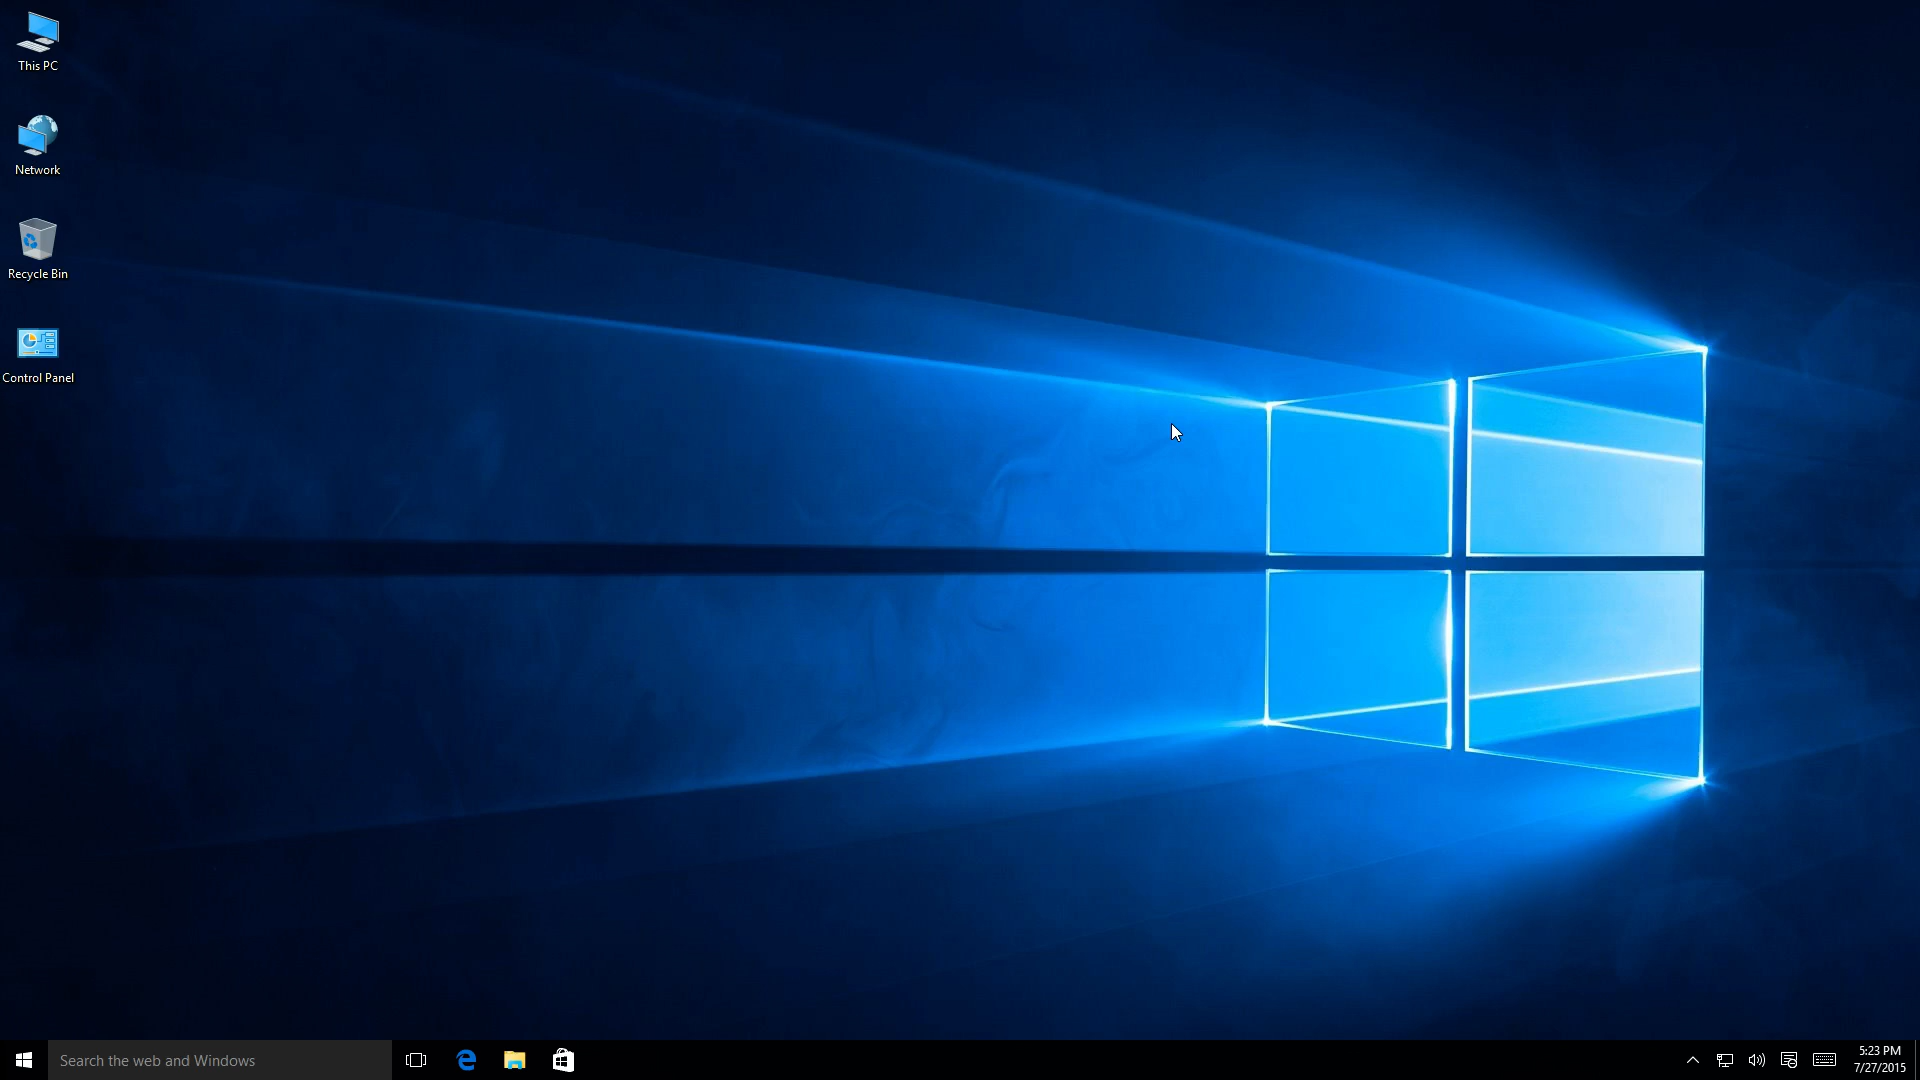 This PC
Network
Recycle Bin
Control Panel
Search the web and Windows
5:23 PM
7/27/2015